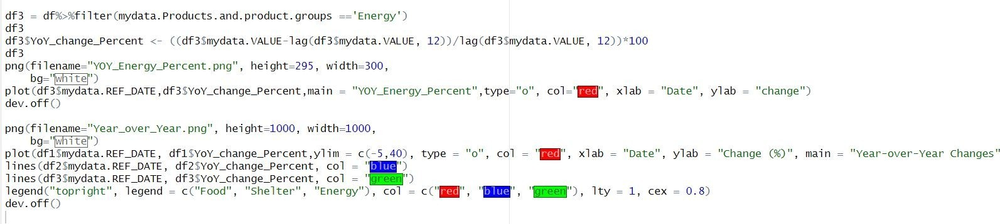 df3 = df%>%filter(mydata.Products.and.product.groups =='Energy')
df3
df3$YoY_change_Percent <- ((df3$mydata.VALUE-lag(df3$mydata.VALUE, 12))/lag(df3$mydata.VALUE, 12))*100
df3
png(filename="YOY_Energy_Percent.png", height=295, width=300,
    bg="white")
plot(df3$mydata.REF_DATE,df3$YoY_change_Percent,main = "YOY_Energy_Percent",type="o", col="red", xlab = "Date", ylab = "change")
dev.off()

png(filename="Year_over_Year.png", height=1000, width=1000,
    bg="white")
plot(df1$mydata.REF_DATE, df1$YoY_change_Percent,ylim = c(-5,40), type = "o", col = "red", xlab = "Date", ylab = "Change (%)", main = "Year-over-Year Changes"
lines(df2$mydata.REF_DATE, df2$YoY_change_Percent, col = "blue")
lines(df3$mydata.REF_DATE, df3$YoY_change_Percent, col = "green")
legend("topright", legend = c("Food", "Shelter", "Energy"), col = c("red", "blue", "green"), lty = 1, cex = 0.8)
dev.off()